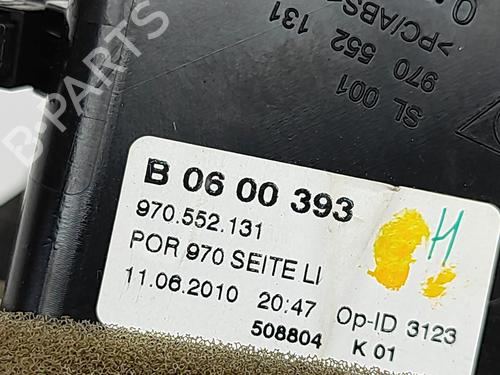 >PC/ABS
970 552 131
SL 001
B-PARTS
B 06 00 393
970.552.131
H
POR 970 SEITE LI
11.06.2010 20:47 Op-ID 3123
508804 K 01